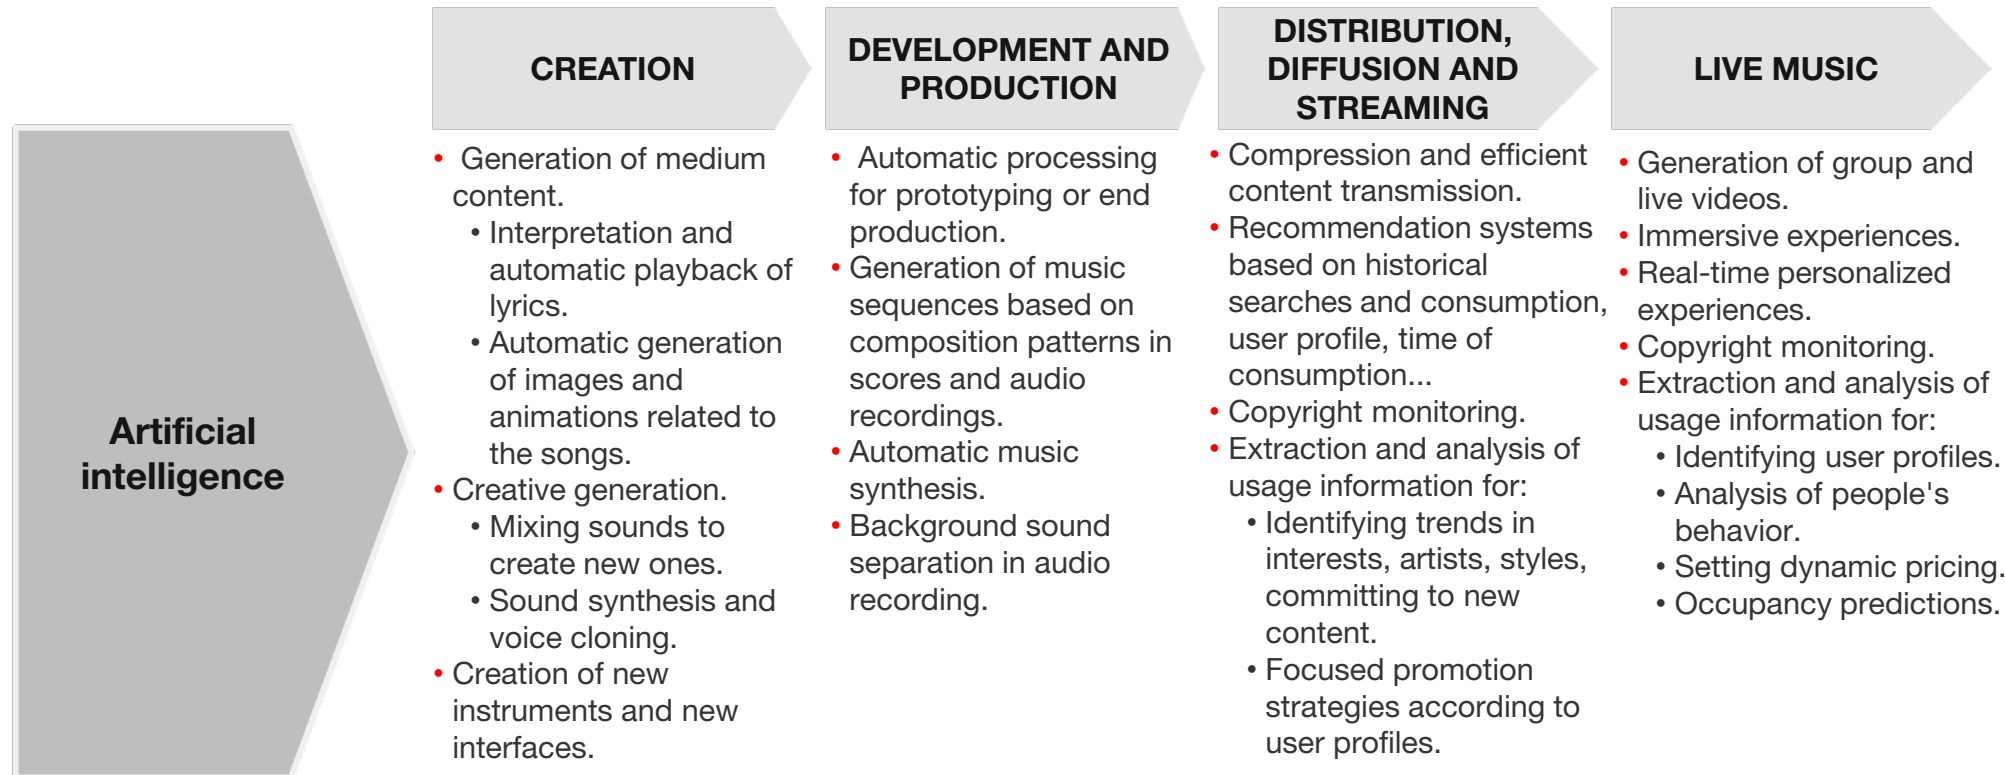 Artificial
intelligence
CREATION
• Generation of medium
content.
• Interpretation and
automatic playback of
lyrics.
• Automatic generation
of images and
animations related to
the songs.
• Creative generation.
• Mixing sounds to
create new ones.
• Sound synthesis and
voice cloning.
• Creation of new
instruments and new
interfaces.
DEVELOPMENT AND
PRODUCTION
• Automatic processing
for prototyping or end
production.
• Generation of music
sequences based on
composition patterns in
scores and audio
recordings.
• Automatic music
synthesis.
• Background sound
separation in audio
recording.
DISTRIBUTION,
DIFFUSION AND
STREAMING
• Compression and efficient
content transmission.
• Recommendation systems
based on historical
searches and consumption,
user profile, time of
consumption...
• Copyright monitoring.
• Extraction and analysis of
usage information for:
• Identifying trends in
interests, artists, styles,
committing to new
content.
• Focused promotion
strategies according to
user profiles.
LIVE MUSIC
• Generation of group and
live videos.
• Immersive experiences.
• Real-time personalized
experiences.
• Copyright monitoring.
• Extraction and analysis of
usage information for:
• Identifying user profiles.
• Analysis of people's
behavior.
• Setting dynamic pricing.
• Occupancy predictions.